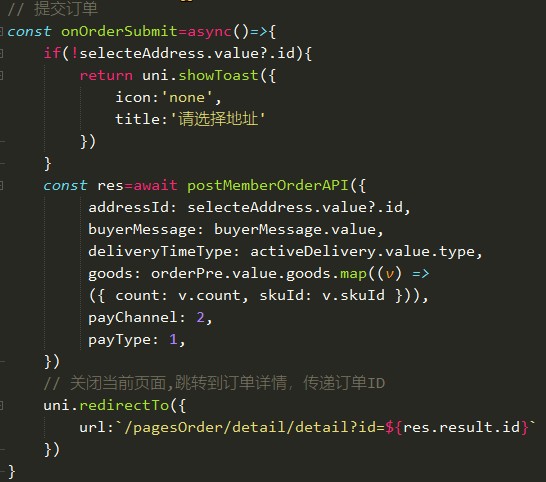 // 提交订单
const onOrderSubmit=async()=>{
if(!selecteAddress.value?.id){
return uni.showToast({
icon:'none',
title:'请选择地址'
})
}
const res=await postMemberOrderAPI({
addressId: selecteAddress.value?.id,
buyerMessage: buyerMessage.value,
deliveryTimeType: activeDelivery.value.type,
goods: orderPre.value.goods.map((v) =>
({ count: v.count, skuId: v.skuId })),
payChannel: 2,
payType: 1,
})
// 关闭当前页面,跳转到订单详情，传递订单ID
uni.redirectTo({
url:`/pagesOrder/detail/detail?id=${res.result.id}`
})
}